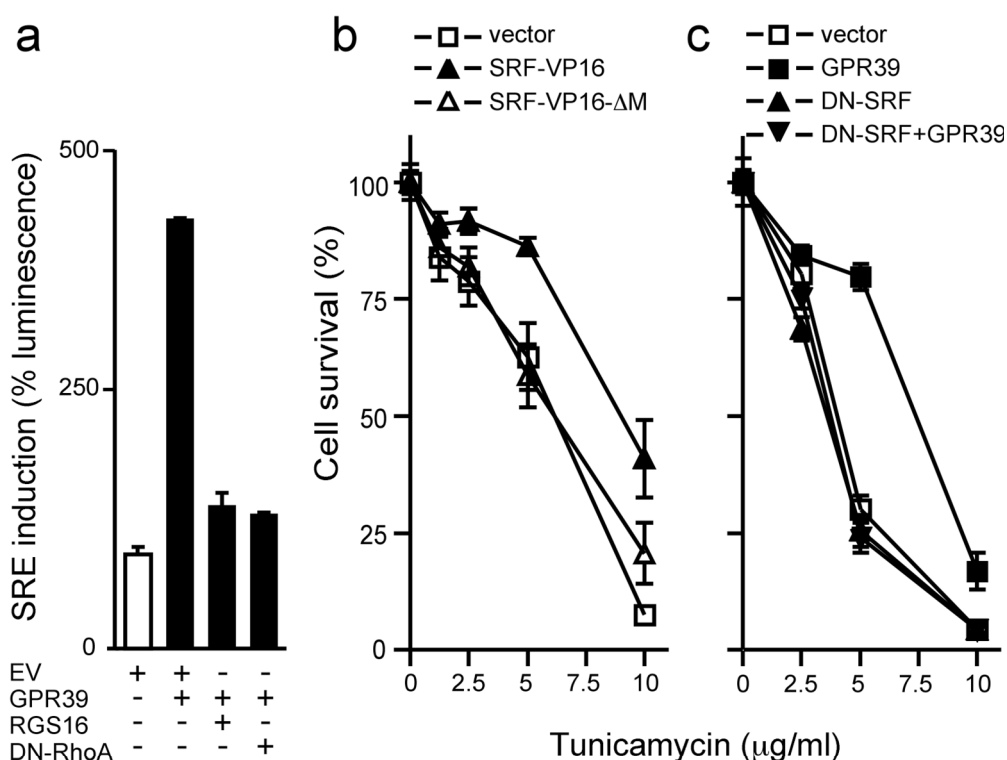 a
SRE induction (% luminescence)
500
250
0
EV + + - -
GPR39 - + + +
RGS16 - - + -
DN-RhoA - - - +
b
vector
SRF-VP16
SRF-VP16-ΔM
Cell survival (%)
100
75
50
25
0
0 2.5 5 7.5 10
c
vector
GPR39
DN-SRF
DN-SRF+GPR39
0 2.5 5 7.5 10
Tunicamycin (μg/ml)